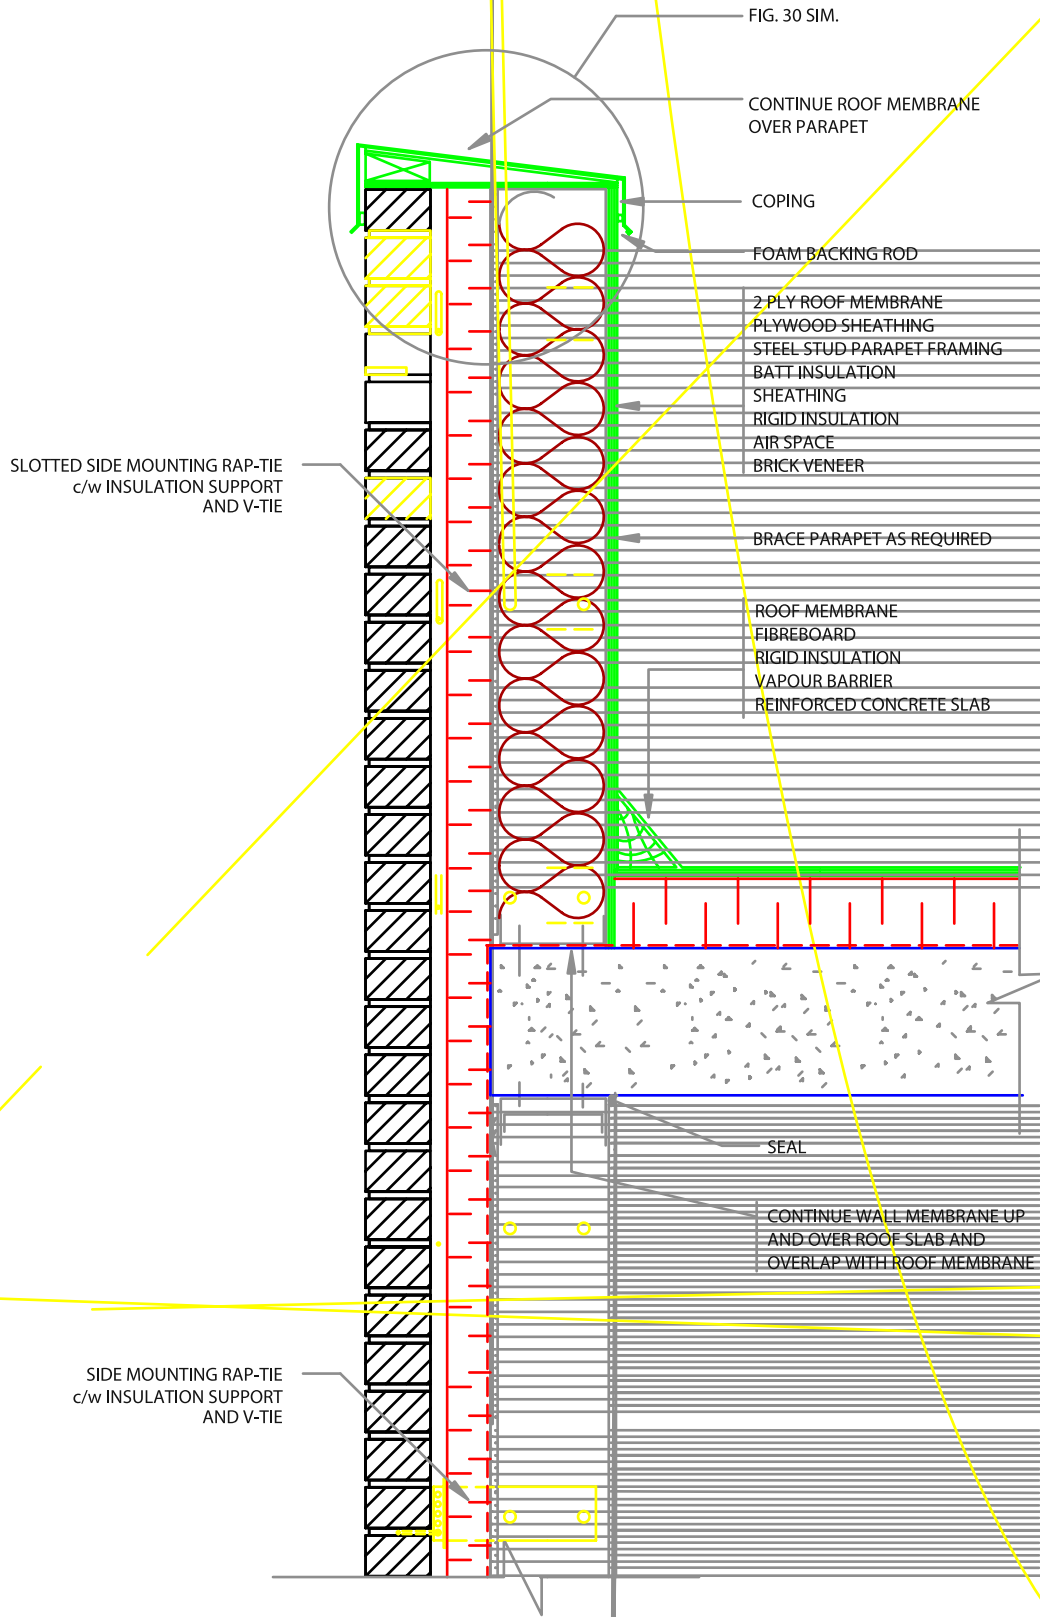 FIG. 30 SIM.
CONTINUE ROOF MEMBRANE
OVER PARAPET
COPING
FOAM BACKING ROD
2 PLY ROOF MEMBRANE
PLYWOOD SHEATHING
STEEL STUD PARAPET FRAMING
BATT INSULATION
SHEATHING
RIGID INSULATION
AIR SPACE
BRICK VENEER
SLOTTED SIDE MOUNTING RAP-TIE
c/w INSULATION SUPPORT
AND V-TIE
BRACE PARAPET AS REQUIRED
ROOF MEMBRANE
FIBREBOARD
RIGID INSULATION
VAPOUR BARRIER
REINFORCED CONCRETE SLAB
SEAL
CONTINUE WALL MEMBRANE UP
AND OVER ROOF SLAB AND
OVERLAP WITH ROOF MEMBRANE
SIDE MOUNTING RAP-TIE
c/w INSULATION SUPPORT
AND V-TIE